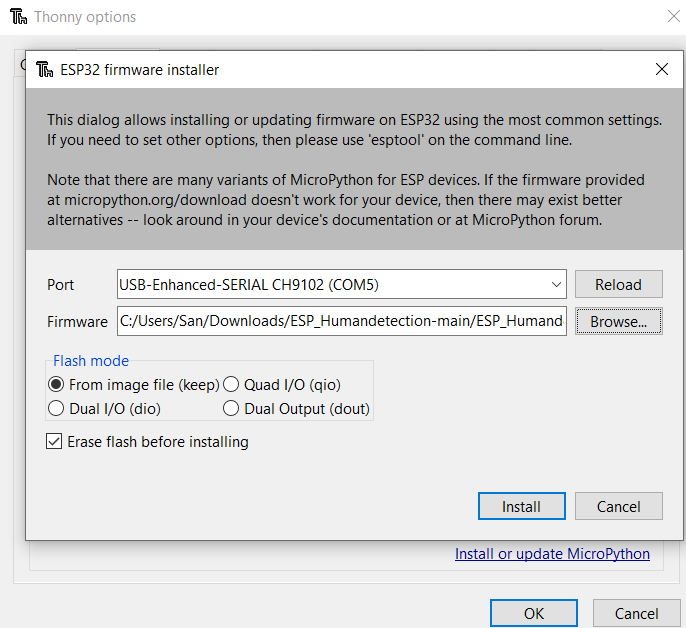 Thonny options
ESP32 firmware installer
This dialog allows installing or updating firmware on ESP32 using the most common settings.
If you need to set other options, then please use 'esptool' on the command line.
Note that there are many variants of MicroPython for ESP devices. If the firmware provided
at micropython.org/download doesn't work for your device, then there may exist better
alternatives -- look around in your device's documentation or at MicroPython forum.
Port USB-Enhanced-SERIAL CH9102 (COM5) Reload
Firmware C:/Users/San/Downloads/ESP_Humandetection-main/ESP_Humand Browse...
Flash mode
From image file (keep) Quad I/O (qio)
Dual I/O (dio) Dual Output (dout)
Erase flash before installing
Install Cancel
Install or update MicroPython
OK Cancel